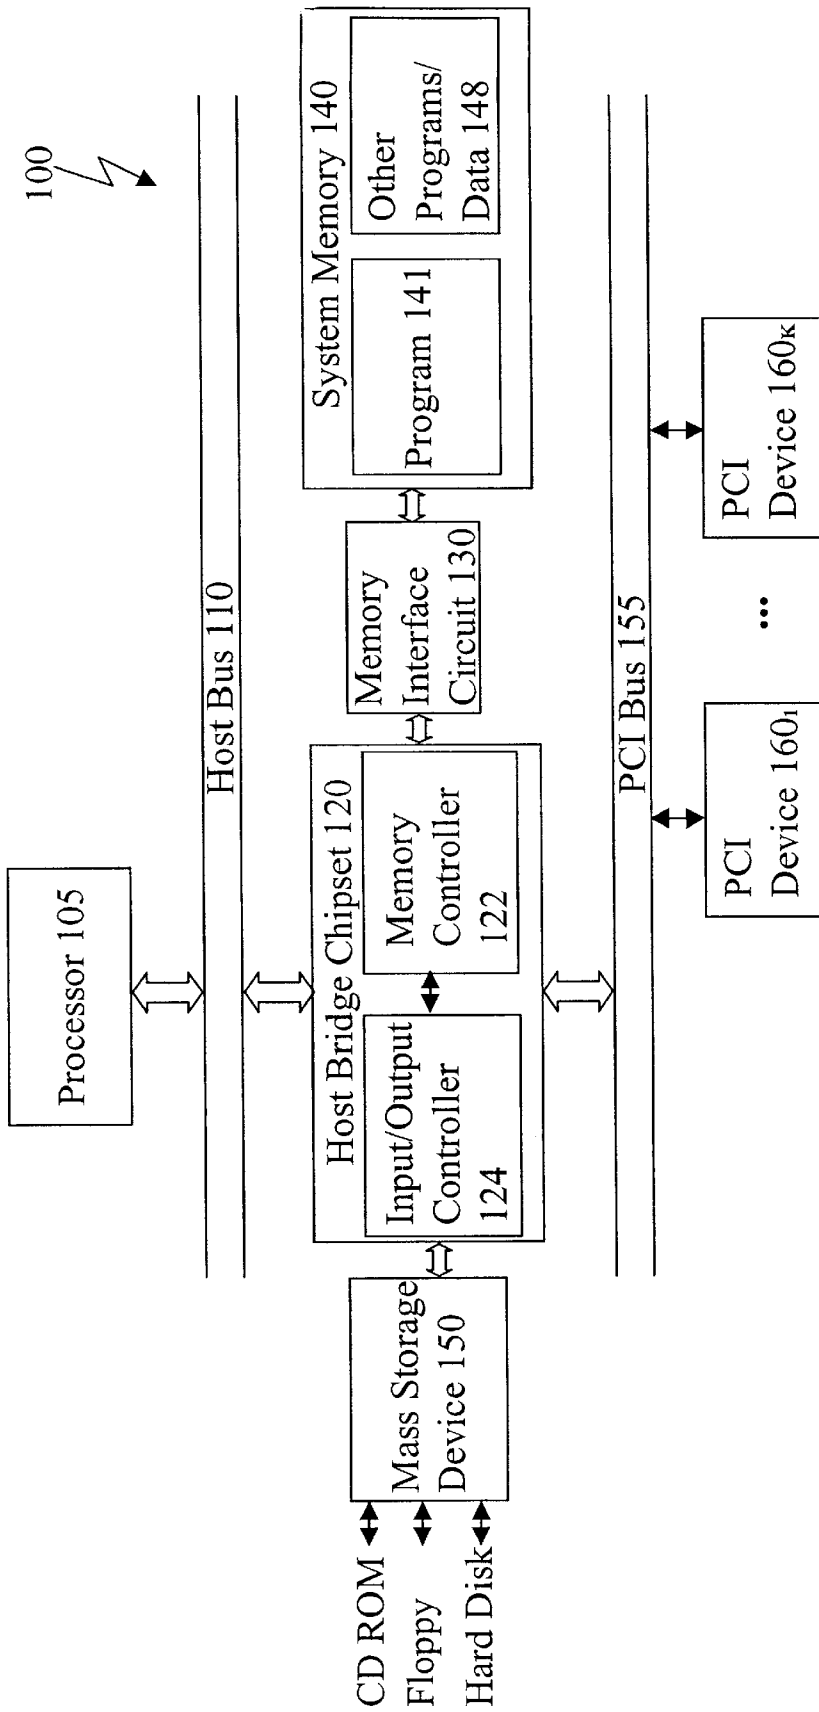 100
Processor 105
Host Bus 110
Host Bridge Chipset 120
Input/Output
Controller
124
Memory
Controller
122
Memory
Interface
Circuit 130
System Memory 140
Program 141
Other
Programs/
Data 148
Mass Storage
Device 150
CD ROM
Floppy
Hard Disk
PCI Bus 155
PCI
Device 160₁
...
PCI
Device 160ₖ